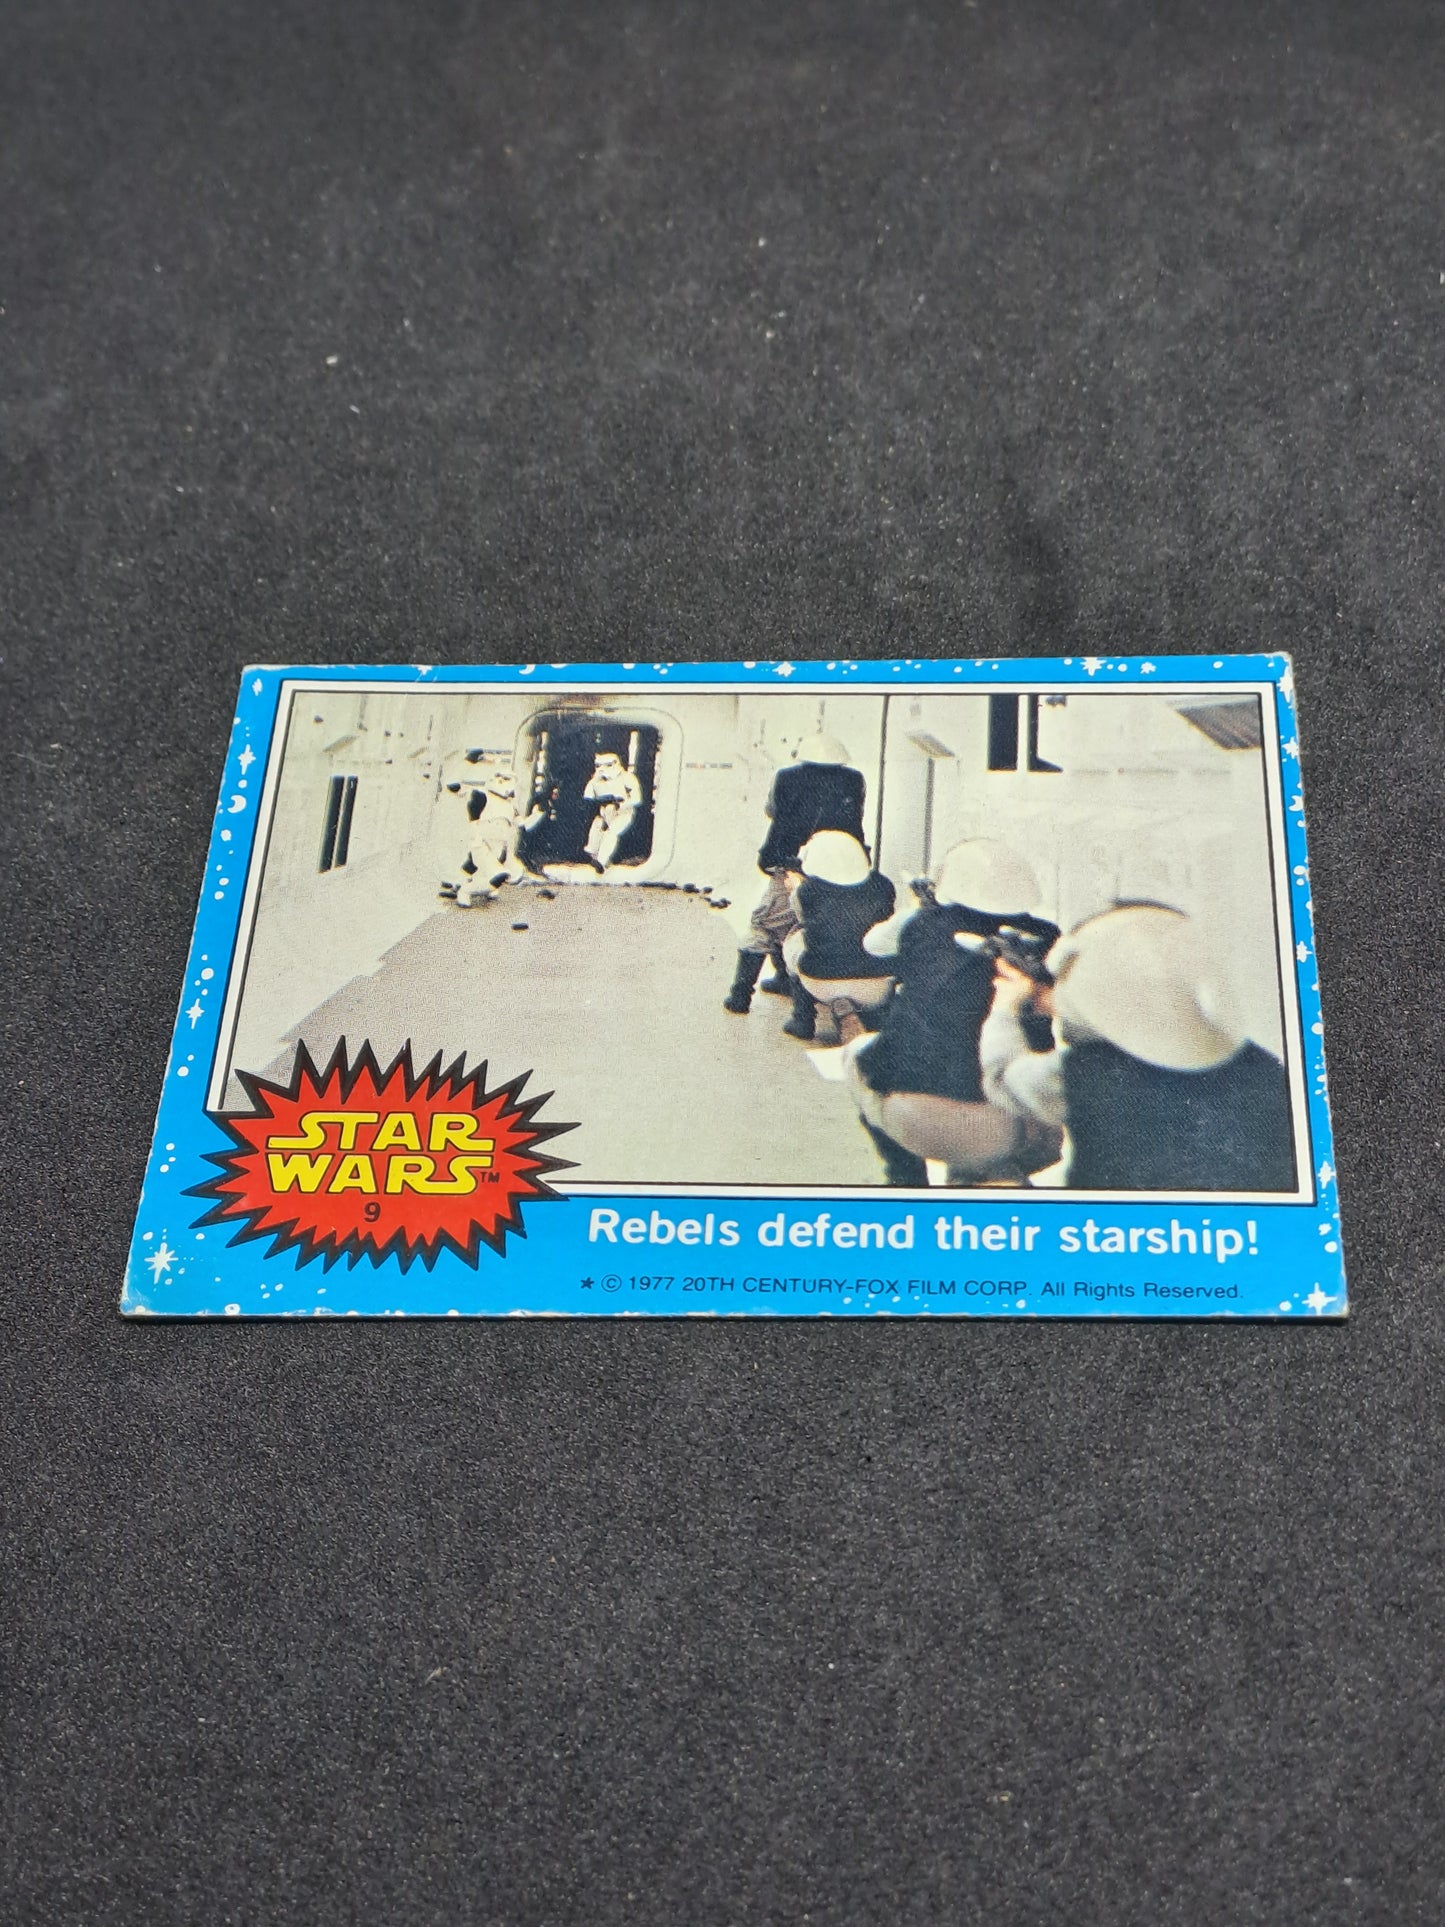 STAR
WARS™
9
Rebels defend their starship!
★ © 1977 20TH CENTURY-FOX FILM CORP. All Rights Reserved.